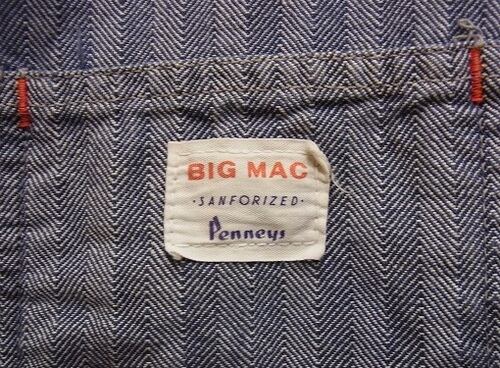 BIG MAC
·SANFORIZED·
Penneys